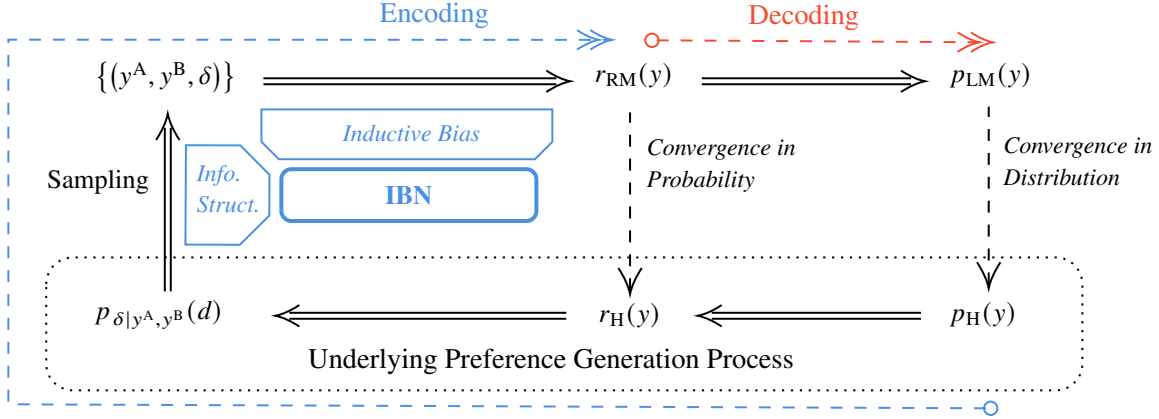 Encoding
Decoding
{(y^A, y^B, δ)}
r_RM(y)
p_LM(y)
Inductive Bias
Convergence in
Probability
Convergence in
Distribution
Sampling
Info.
Struct.
IBN
p_{δ|y^A,y^B}(d)
r_H(y)
p_H(y)
Underlying Preference Generation Process